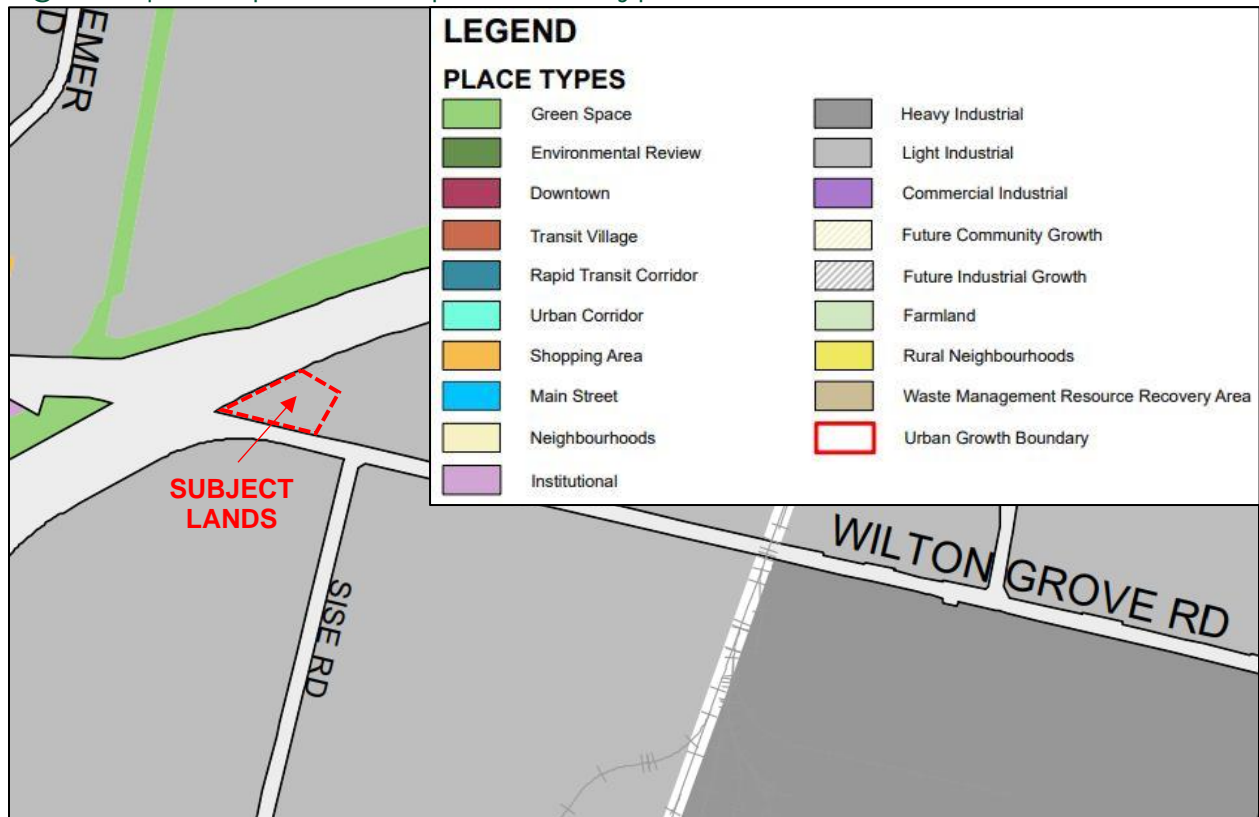 LEGEND
PLACE TYPES
Green Space
Environmental Review
Downtown
Transit Village
Rapid Transit Corridor
Urban Corridor
Shopping Area
Main Street
Neighbourhoods
Institutional
Heavy Industrial
Light Industrial
Commercial Industrial
Future Community Growth
Future Industrial Growth
Farmland
Rural Neighbourhoods
Waste Management Resource Recovery Area
Urban Growth Boundary
EMER
D
SUBJECT
LANDS
SISE RD
WILTON GROVE RD